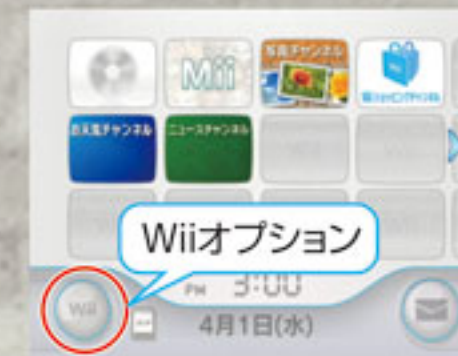 Mii
写真チャンネル
Wii
Wiiショッピングチャンネル
お天気チャンネル
ニュースチャンネル
Wiiオプション
Wii
PM 3:00
4月1日(水)